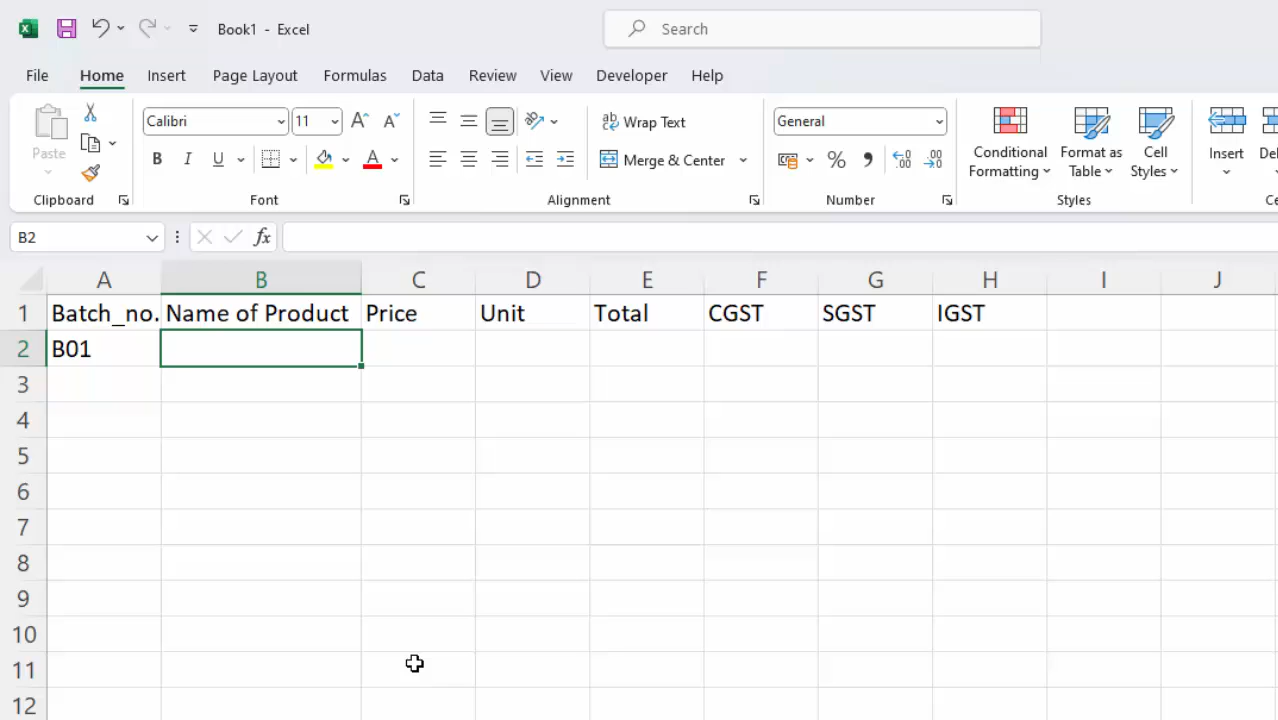 Book1 - Excel
Search
File Home Insert Page Layout Formulas Data Review View Developer Help
Paste
Calibri 11
B I U
Wrap Text
Merge & Center
General
Conditional Formatting
Format as Table
Cell Styles
Insert
Clipboard Font Alignment Number Styles
B2 fx
A B C D E F G H I J
1 Batch_no. Name of Product Price Unit Total CGST SGST IGST
2 B01
3
4
5
6
7
8
9
10
11
12